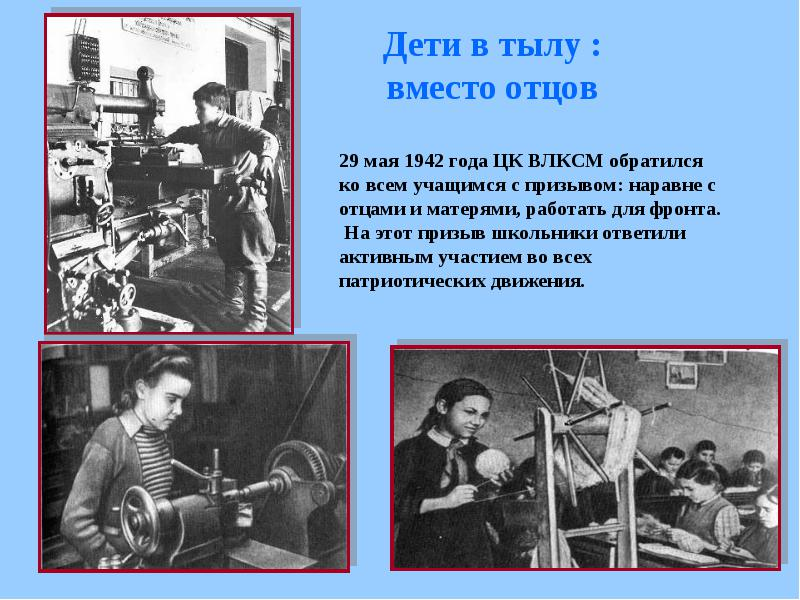 Дети в тылу :
вместо отцов
29 мая 1942 года ЦК ВЛКСМ обратился
ко всем учащимся с призывом: наравне с
отцами и матерями, работать для фронта.
На этот призыв школьники ответили
активным участием во всех
патриотических движения.